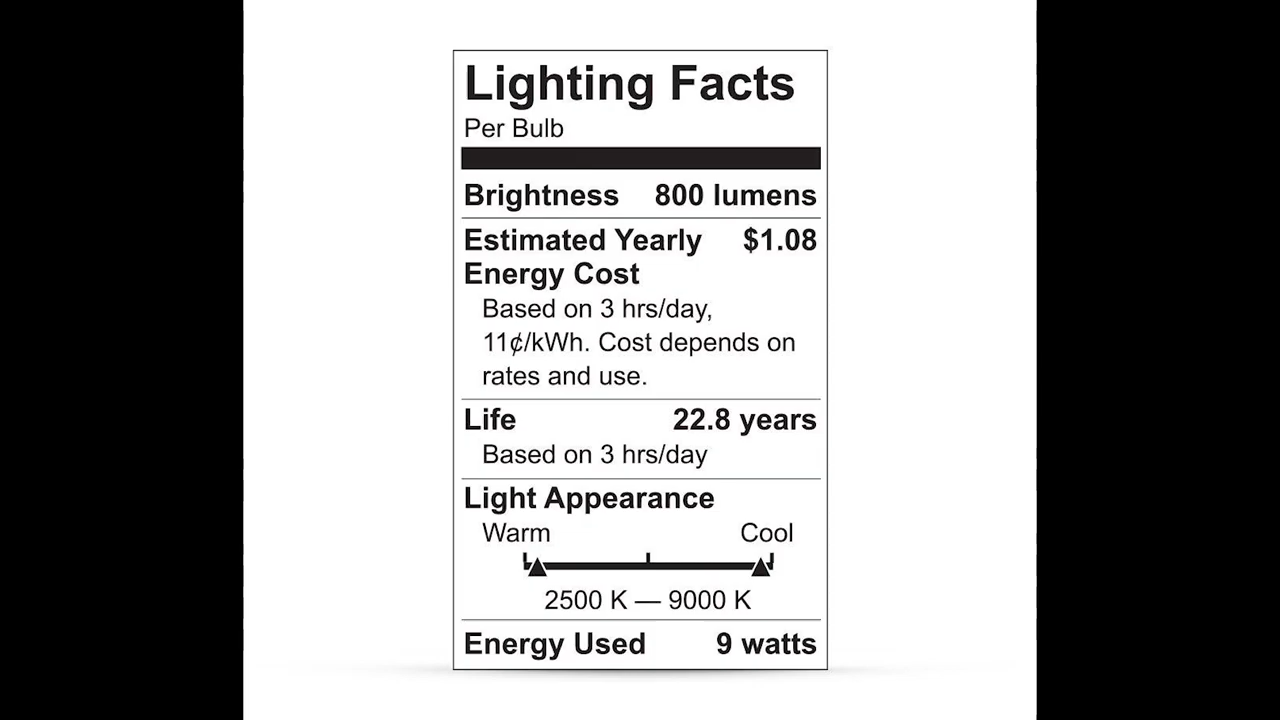 Lighting Facts
Per Bulb
Brightness 800 lumens
Estimated Yearly $1.08
Energy Cost
Based on 3 hrs/day,
11¢/kWh. Cost depends on
rates and use.
Life 22.8 years
Based on 3 hrs/day
Light Appearance
Warm Cool
2500 K — 9000 K
Energy Used 9 watts